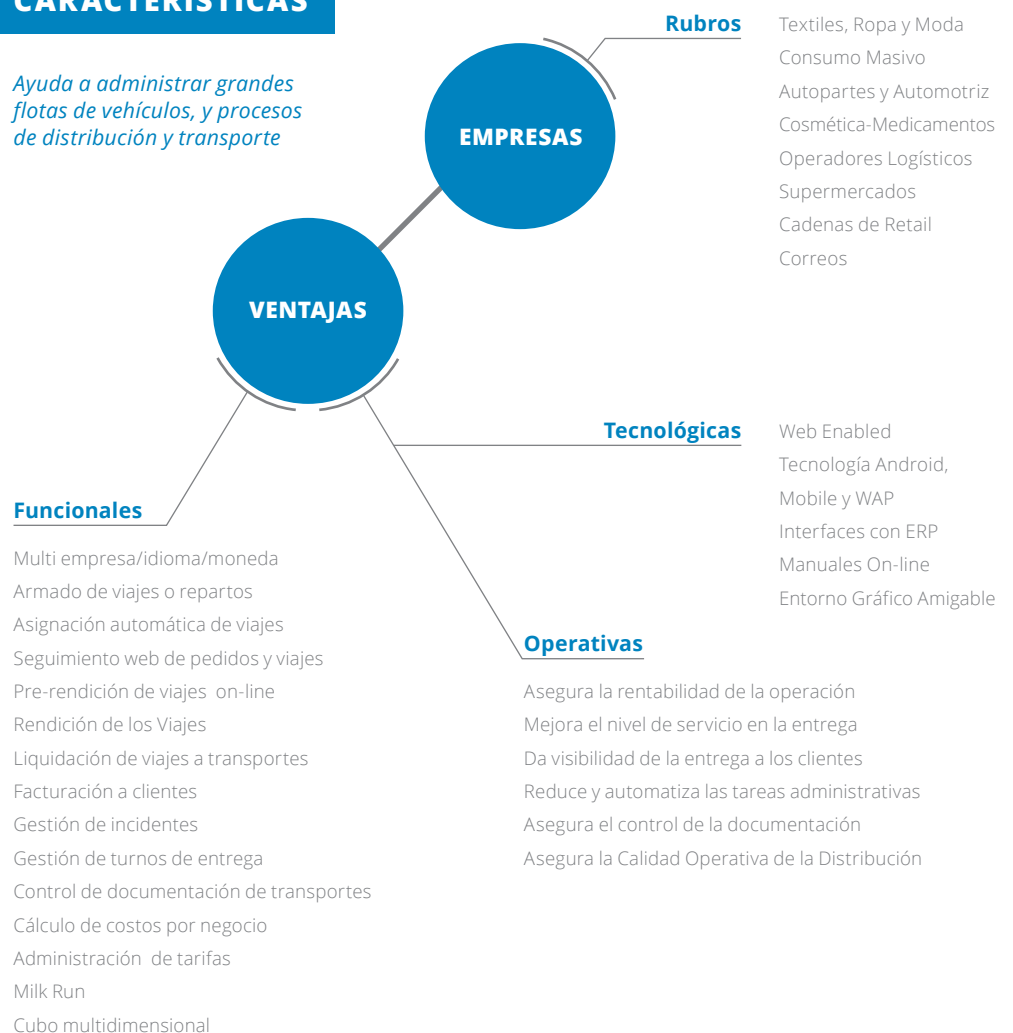 CARACTERÍSTICAS
Ayuda a administrar grandes
flotas de vehículos, y procesos
de distribución y transporte
EMPRESAS
Rubros
Textiles, Ropa y Moda
Consumo Masivo
Autopartes y Automotriz
Cosmética-Medicamentos
Operadores Logísticos
Supermercados
Cadenas de Retail
Correos
VENTAJAS
Tecnológicas
Web Enabled
Tecnología Android,
Mobile y WAP
Interfaces con ERP
Manuales On-line
Entorno Gráfico Amigable
Funcionales
Multi empresa/idioma/moneda
Armado de viajes o repartos
Asignación automática de viajes
Seguimiento web de pedidos y viajes
Pre-rendición de viajes on-line
Rendición de los Viajes
Liquidación de viajes a transportes
Facturación a clientes
Gestión de incidentes
Gestión de turnos de entrega
Control de documentación de transportes
Cálculo de costos por negocio
Administración de tarifas
Milk Run
Cubo multidimensional
Operativas
Asegura la rentabilidad de la operación
Mejora el nivel de servicio en la entrega
Da visibilidad de la entrega a los clientes
Reduce y automatiza las tareas administrativas
Asegura el control de la documentación
Asegura la Calidad Operativa de la Distribución